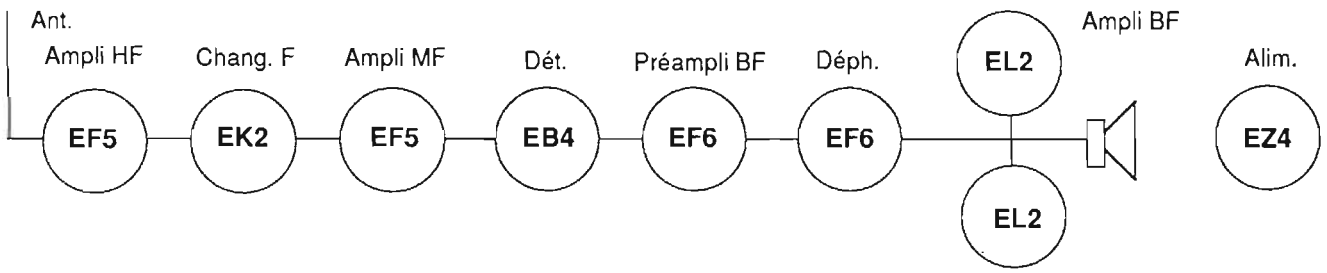 Ant.
Ampli HF
Chang. F
Ampli MF
Dét.
Préampli BF
Déph.
Ampli BF
Alim.
EF5
EK2
EF5
EB4
EF6
EF6
EL2
EL2
EZ4